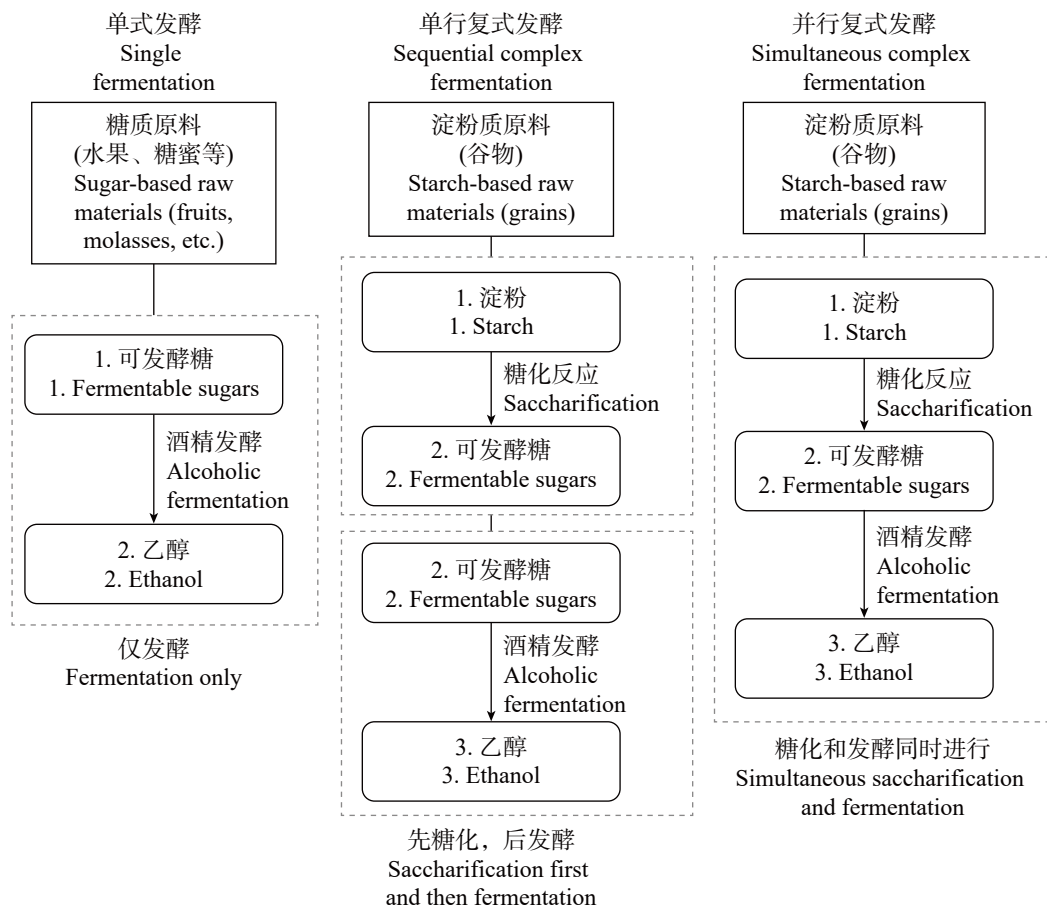 单式发酵
Single
fermentation
糖质原料
(水果、糖蜜等)
Sugar-based raw
materials (fruits,
molasses, etc.)
1. 可发酵糖
1. Fermentable sugars
酒精发酵
Alcoholic
fermentation
2. 乙醇
2. Ethanol
仅发酵
Fermentation only
单行复式发酵
Sequential complex
fermentation
淀粉质原料
(谷物)
Starch-based raw
materials (grains)
1. 淀粉
1. Starch
糖化反应
Saccharification
2. 可发酵糖
2. Fermentable sugars
2. 可发酵糖
2. Fermentable sugars
酒精发酵
Alcoholic
fermentation
3. 乙醇
3. Ethanol
先糖化，后发酵
Saccharification first
and then fermentation
并行复式发酵
Simultaneous complex
fermentation
淀粉质原料
(谷物)
Starch-based raw
materials (grains)
1. 淀粉
1. Starch
糖化反应
Saccharification
2. 可发酵糖
2. Fermentable sugars
酒精发酵
Alcoholic
fermentation
3. 乙醇
3. Ethanol
糖化和发酵同时进行
Simultaneous saccharification
and fermentation